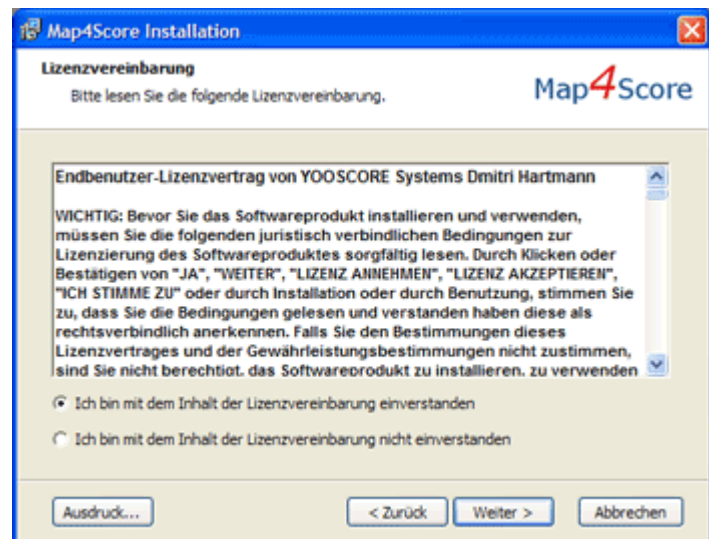 Map4Score Installation
Lizenzvereinbarung
Bitte lesen Sie die folgende Lizenzvereinbarung.
Map4Score
Endbenutzer-Lizenzvertrag von YOOSCORE Systems Dmitri Hartmann
WICHTIG: Bevor Sie das Softwareprodukt installieren und verwenden,
müssen Sie die folgenden juristisch verbindlichen Bedingungen zur
Lizenzierung des Softwareproduktes sorgfältig lesen. Durch Klicken oder
Bestätigen von "JA", "WEITER", "LIZENZ ANNEHMEN", "LIZENZ AKZEPTIEREN",
"ICH STIMME ZU" oder durch Installation oder durch Benutzung, stimmen Sie
zu, dass Sie die Bedingungen gelesen und verstanden haben diese als
rechtsverbindlich anerkennen. Falls Sie den Bestimmungen dieses
Lizenzvertrages und der Gewährleistungsbestimmungen nicht zustimmen,
sind Sie nicht berechtigt, das Softwareprodukt zu installieren, zu verwenden
Ich bin mit dem Inhalt der Lizenzvereinbarung einverstanden
Ich bin mit dem Inhalt der Lizenzvereinbarung nicht einverstanden
Ausdruck...
< Zurück
Weiter >
Abbrechen